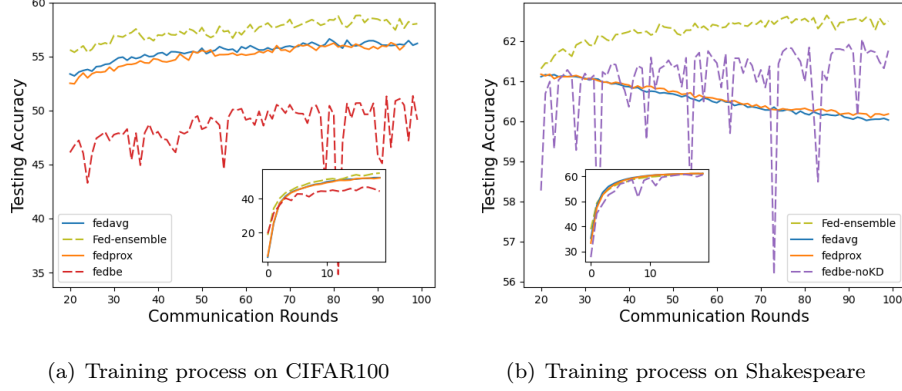 60
55
50
45
40
35
Testing Accuracy
fedavg
Fed-ensemble
fedprox
fedbe
40
20
0
10
20
30
40
50
60
70
80
90
100
Communication Rounds
(a) Training process on CIFAR100
62
61
60
59
58
57
56
Testing Accuracy
60
50
40
30
0
10
Fed-ensemble
fedavg
fedprox
fedbe-noKD
20
30
40
50
60
70
80
90
100
Communication Rounds
(b) Training process on Shakespeare